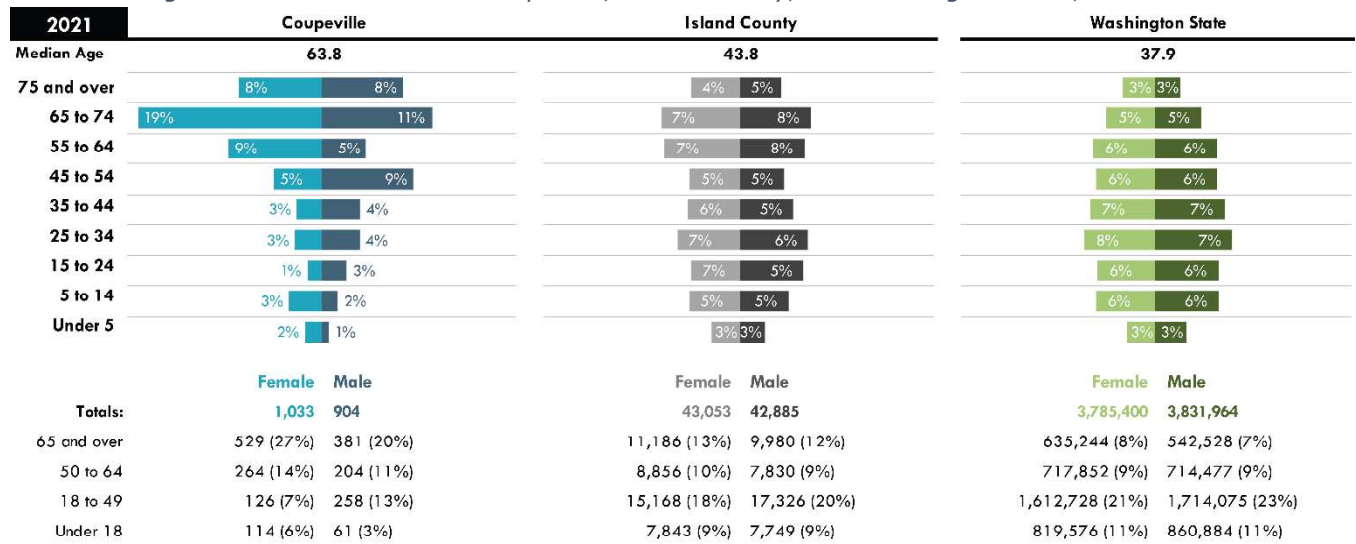 2021 Coupeville Island County Washington State
Median Age 63.8 43.8 37.9
75 and over 8% 8% 4% 5% 3% 3%
65 to 74 19% 11% 7% 8% 5% 5%
55 to 64 9% 5% 7% 8% 6% 6%
45 to 54 5% 9% 5% 5% 6% 6%
35 to 44 3% 4% 6% 5% 7% 7%
25 to 34 3% 4% 7% 6% 8% 7%
15 to 24 1% 3% 7% 5% 6% 6%
5 to 14 3% 2% 5% 5% 6% 6%
Under 5 2% 1% 3% 3% 3% 3%
Female Male Female Male Female Male
Totals: 1,033 904 43,053 42,885 3,785,400 3,831,964
65 and over 529 (27%) 381 (20%) 11,186 (13%) 9,980 (12%) 635,244 (8%) 542,528 (7%)
50 to 64 264 (14%) 204 (11%) 8,856 (10%) 7,830 (9%) 717,852 (9%) 714,477 (9%)
18 to 49 126 (7%) 258 (13%) 15,168 (18%) 17,326 (20%) 1,612,728 (21%) 1,714,075 (23%)
Under 18 114 (6%) 61 (3%) 7,843 (9%) 7,749 (9%) 819,576 (11%) 860,884 (11%)